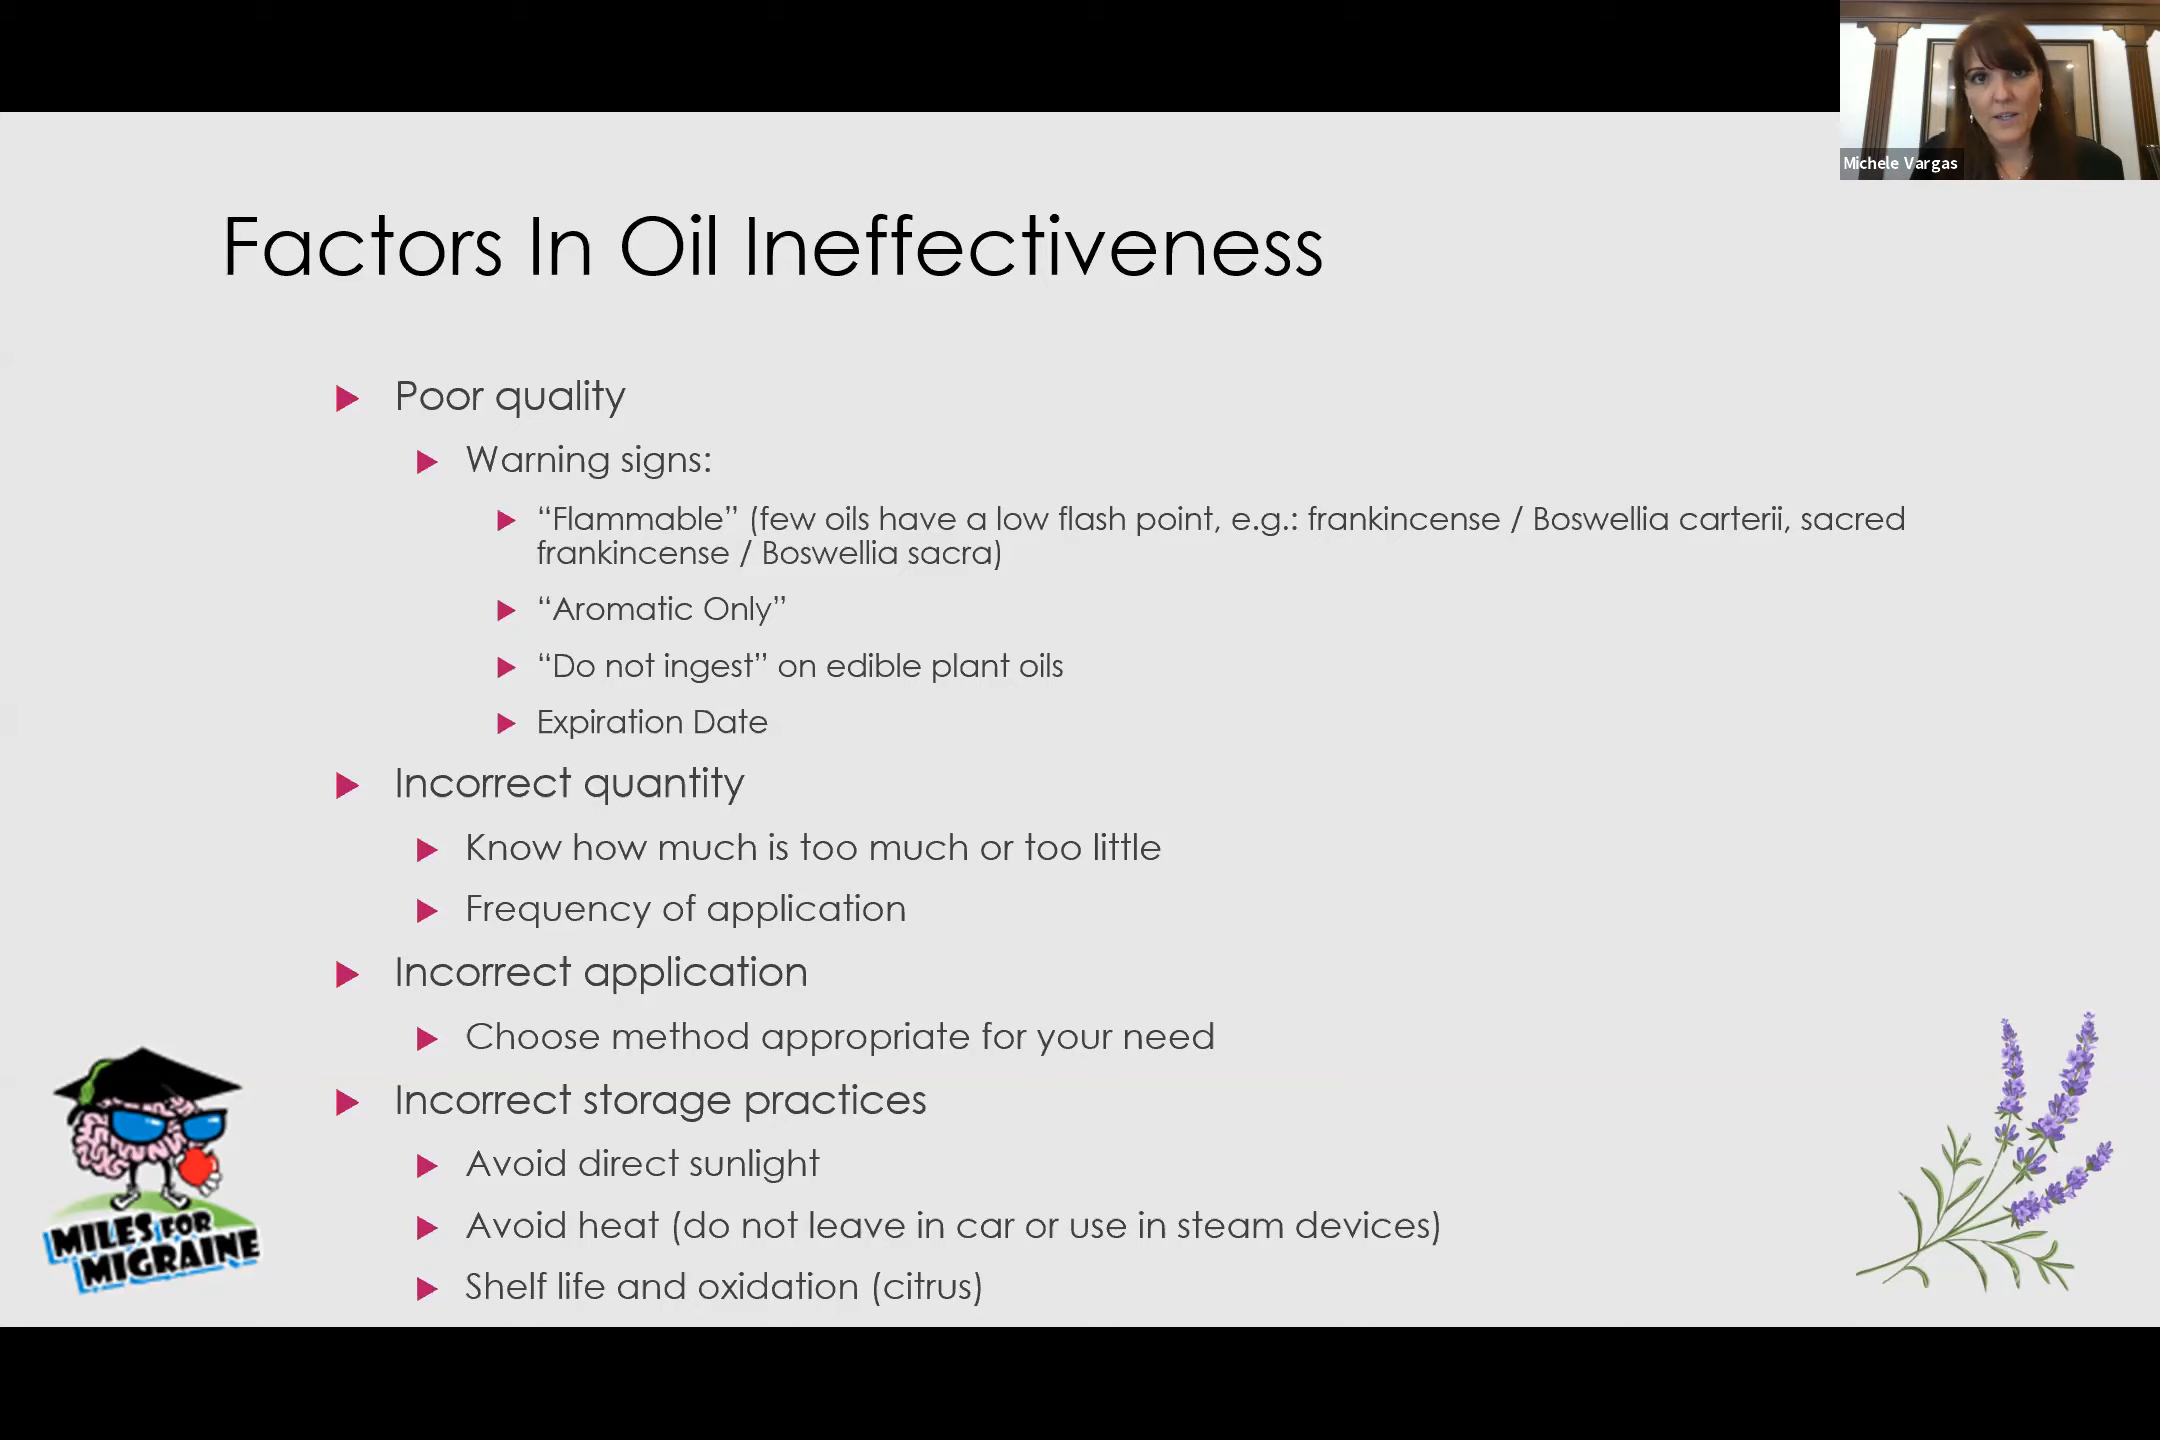 Michele Vargas
Factors In Oil Ineffectiveness
Poor quality
Warning signs:
“Flammable” (few oils have a low flash point, e.g.: frankincense / Boswellia carterii, sacred
frankincense / Boswellia sacra)
“Aromatic Only”
“Do not ingest” on edible plant oils
Expiration Date
Incorrect quantity
Know how much is too much or too little
Frequency of application
Incorrect application
Choose method appropriate for your need
Incorrect storage practices
Avoid direct sunlight
Avoid heat (do not leave in car or use in steam devices)
Shelf life and oxidation (citrus)
MILES FOR
MIGRAINE